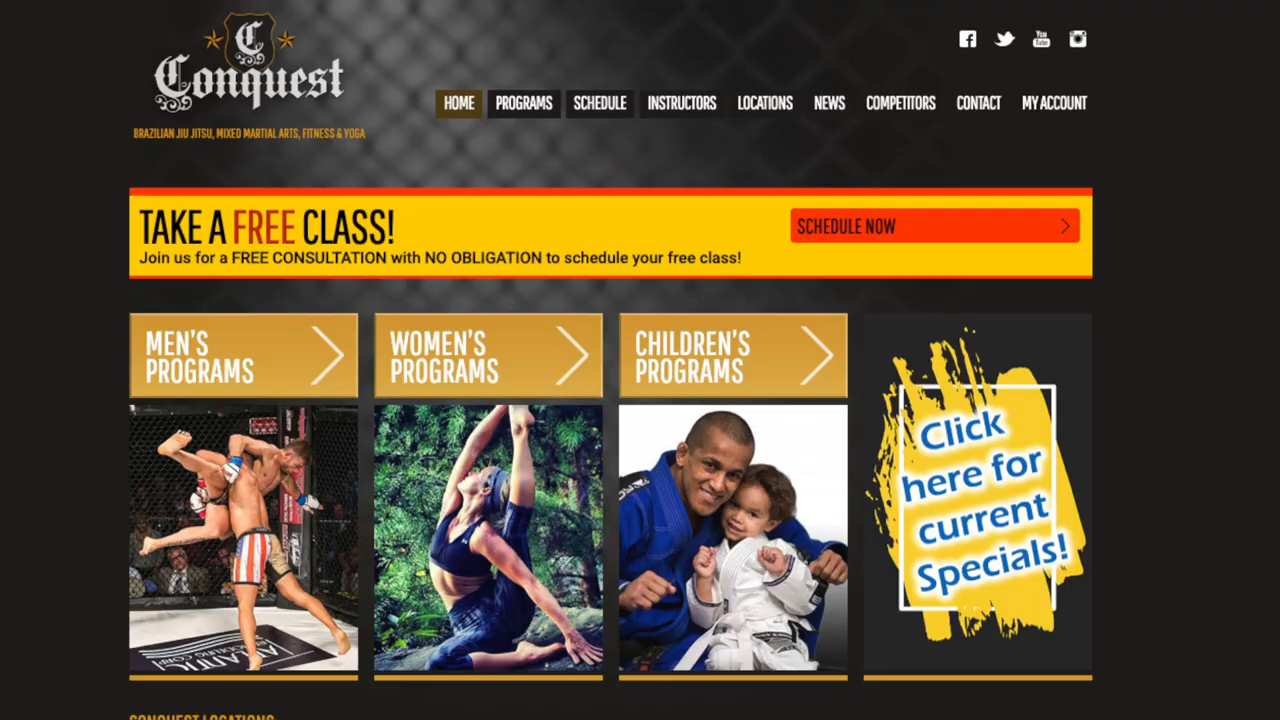 C
Conquest
BRAZILIAN JIU JITSU, MIXED MARTIAL ARTS, FITNESS & YOGA
You
Tube
HOME PROGRAMS SCHEDULE INSTRUCTORS LOCATIONS NEWS COMPETITORS CONTACT MY ACCOUNT
TAKE A FREE CLASS!
Join us for a FREE CONSULTATION with NO OBLIGATION to schedule your free class!
SCHEDULE NOW
MEN'S
PROGRAMS
WOMEN'S
PROGRAMS
CHILDREN'S
PROGRAMS
Click
here for
current
Specials!
CONQUEST LOCATIONS